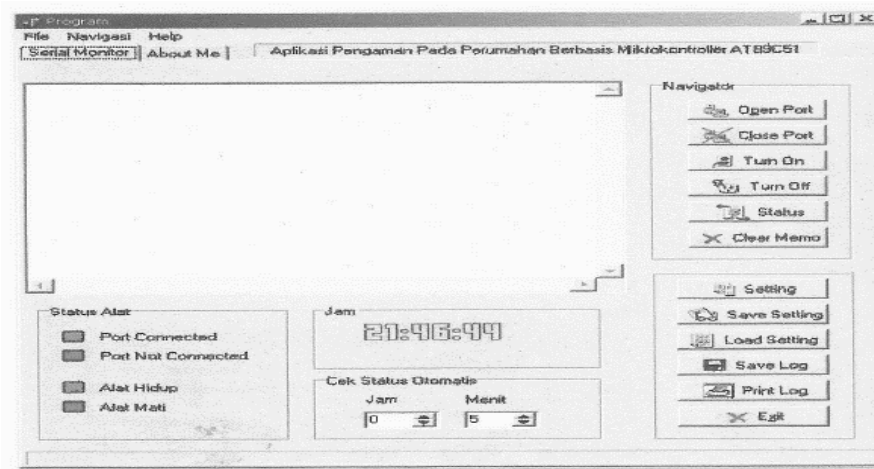 Program
File Navigasi Help
Serial Monitor About Me Aplikasi Pengaman Pada Perumahan Berbasis Mikrokontroller AT89C51
Navigator
Open Port
Close Port
Turn On
Turn Off
Status
Clear Memo
Status Alat
Port Connected
Port Not Connected
Alat Hidup
Alat Mati
Jam
21:46:44
Cek Status Otomatis
Jam Menit
0 5
Setting
Save Setting
Load Setting
Save Log
Print Log
Exit